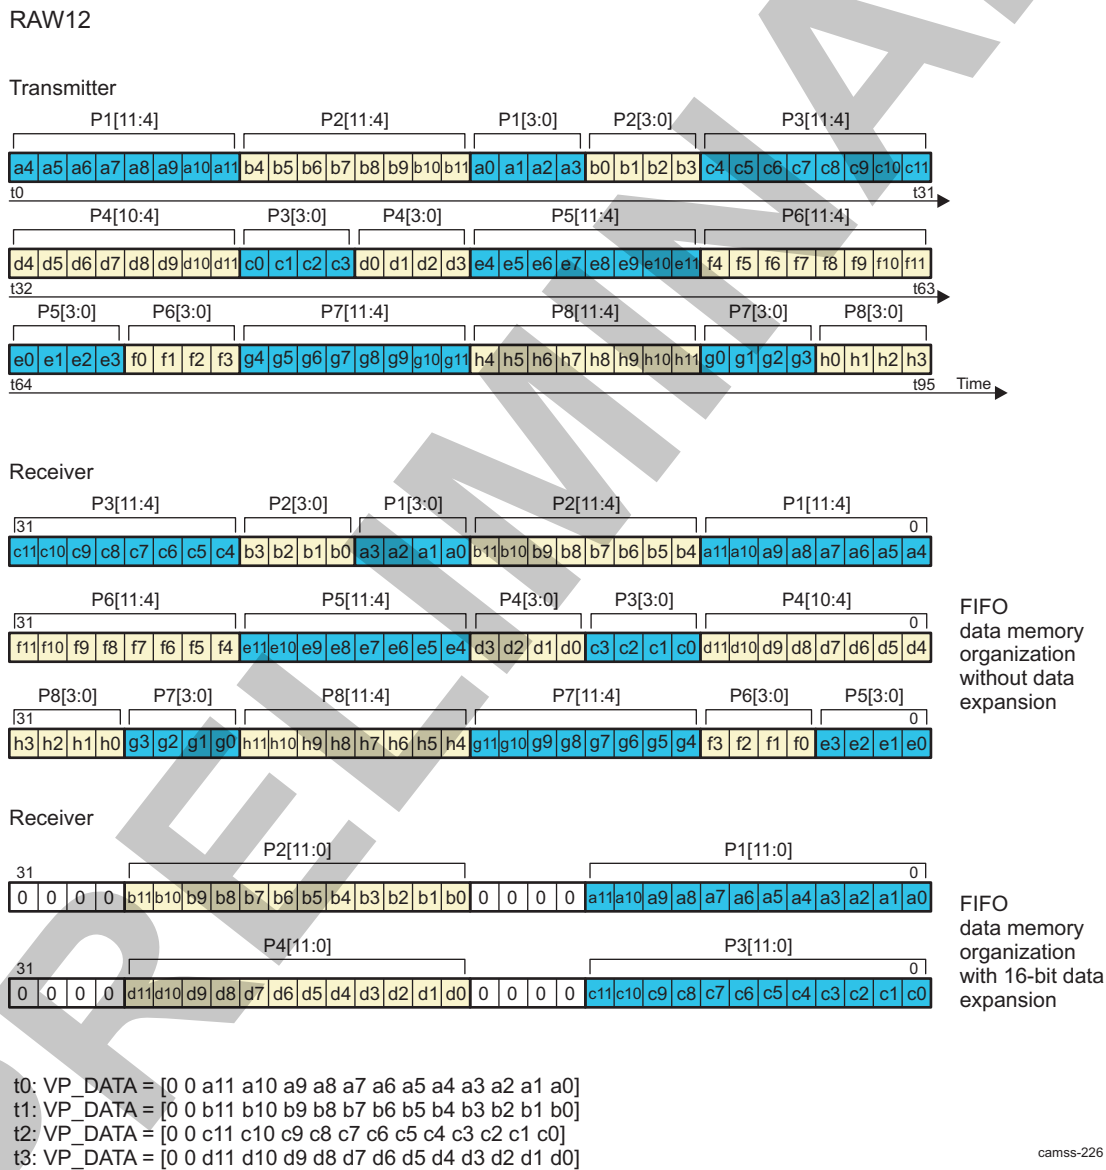 RAW12
Transmitter
P1[11:4] P2[11:4] P1[3:0] P2[3:0] P3[11:4]
a4 a5 a6 a7 a8 a9 a10 a11 b4 b5 b6 b7 b8 b9 b10 b11 a0 a1 a2 a3 b0 b1 b2 b3 c4 c5 c6 c7 c8 c9 c10 c11
t0 t31
P4[10:4] P3[3:0] P4[3:0] P5[11:4] P6[11:4]
d4 d5 d6 d7 d8 d9 d10 d11 c0 c1 c2 c3 d0 d1 d2 d3 e4 e5 e6 e7 e8 e9 e10 e11 f4 f5 f6 f7 f8 f9 f10 f11
t32 t63
P5[3:0] P6[3:0] P7[11:4] P8[11:4] P7[3:0] P8[3:0]
e0 e1 e2 e3 f0 f1 f2 f3 g4 g5 g6 g7 g8 g9 g10 g11 h4 h5 h6 h7 h8 h9 h10 h11 g0 g1 g2 g3 h0 h1 h2 h3
t64 t95 Time
Receiver
P3[11:4] P2[3:0] P1[3:0] P2[11:4] P1[11:4]
31 0
c11 c10 c9 c8 c7 c6 c5 c4 b3 b2 b1 b0 a3 a2 a1 a0 b11 b10 b9 b8 b7 b6 b5 b4 a11 a10 a9 a8 a7 a6 a5 a4
P6[11:4] P5[11:4] P4[3:0] P3[3:0] P4[10:4]
31 0
f11 f10 f9 f8 f7 f6 f5 f4 e11 e10 e9 e8 e7 e6 e5 e4 d3 d2 d1 d0 c3 c2 c1 c0 d11 d10 d9 d8 d7 d6 d5 d4
P8[3:0] P7[3:0] P8[11:4] P7[11:4] P6[3:0] P5[3:0]
31 0
h3 h2 h1 h0 g3 g2 g1 g0 h11 h10 h9 h8 h7 h6 h5 h4 g11 g10 g9 g8 g7 g6 g5 g4 f3 f2 f1 f0 e3 e2 e1 e0
FIFO
data memory
organization
without data
expansion
Receiver
P2[11:0] P1[11:0]
31 0
0 0 0 0 b11 b10 b9 b8 b7 b6 b5 b4 b3 b2 b1 b0 0 0 0 0 a11 a10 a9 a8 a7 a6 a5 a4 a3 a2 a1 a0
P4[11:0] P3[11:0]
31 0
0 0 0 0 d11 d10 d9 d8 d7 d6 d5 d4 d3 d2 d1 d0 0 0 0 0 c11 c10 c9 c8 c7 c6 c5 c4 c3 c2 c1 c0
FIFO
data memory
organization
with 16-bit data
expansion
t0: VP_DATA = [0 0 a11 a10 a9 a8 a7 a6 a5 a4 a3 a2 a1 a0]
t1: VP_DATA = [0 0 b11 b10 b9 b8 b7 b6 b5 b4 b3 b2 b1 b0]
t2: VP_DATA = [0 0 c11 c10 c9 c8 c7 c6 c5 c4 c3 c2 c1 c0]
t3: VP_DATA = [0 0 d11 d10 d9 d8 d7 d6 d5 d4 d3 d2 d1 d0]
camss-226
PRELIMINA